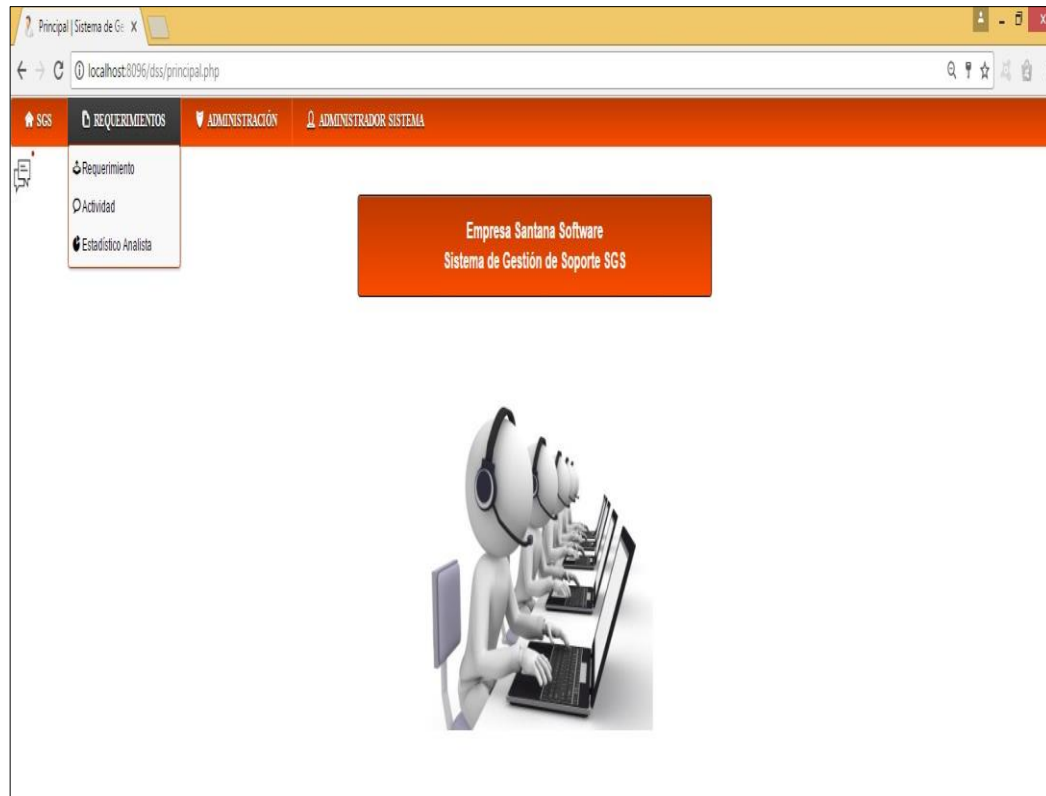 Principal | Sistema de Ge
localhost:8096/dss/principal.php
SGS REQUERIMIENTOS ADMINISTRACIÓN ADMINISTRADOR SISTEMA
Requerimiento
Actividad
Estadístico Analista
Empresa Santana Software
Sistema de Gestión de Soporte SGS